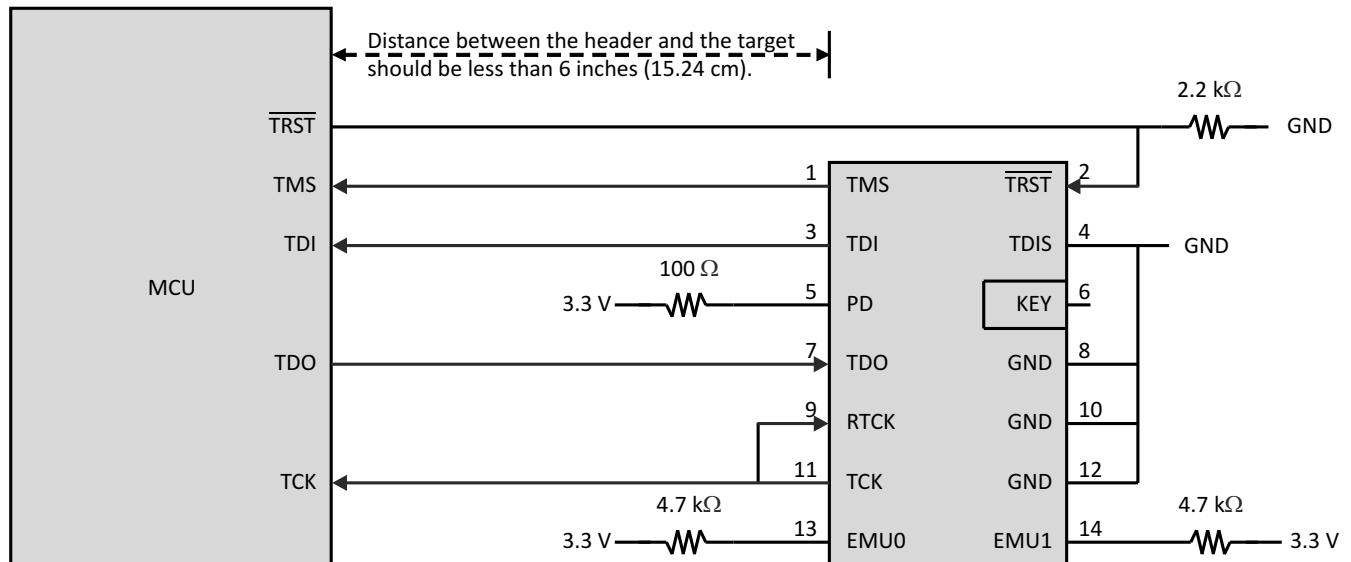 Distance between the header and the target
should be less than 6 inches (15.24 cm).
2.2 kΩ
TRST
GND
TMS
1
TMS
TRST
2
TDI
3
TDI
TDIS
4
GND
MCU
100 Ω
3.3 V
5
PD
KEY
6
TDO
7
TDO
GND
8
9
RTCK
GND
10
TCK
11
TCK
GND
12
4.7 kΩ
4.7 kΩ
3.3 V
13
EMU0
EMU1
14
3.3 V